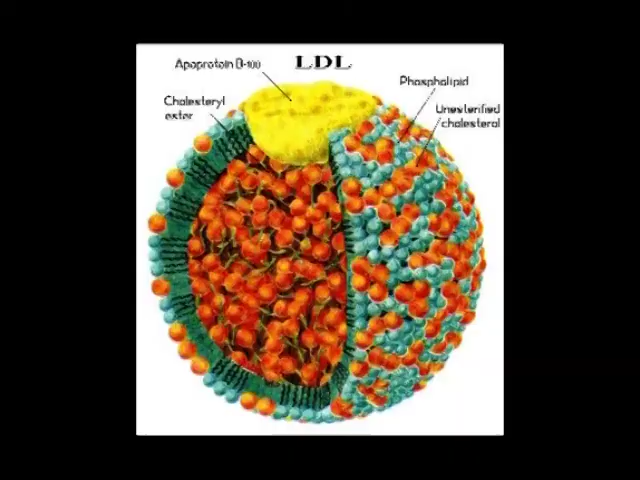 LDL
Apoprotein B-100
Phospholipid
Cholesteryl
ester
Unesterified
cholesterol